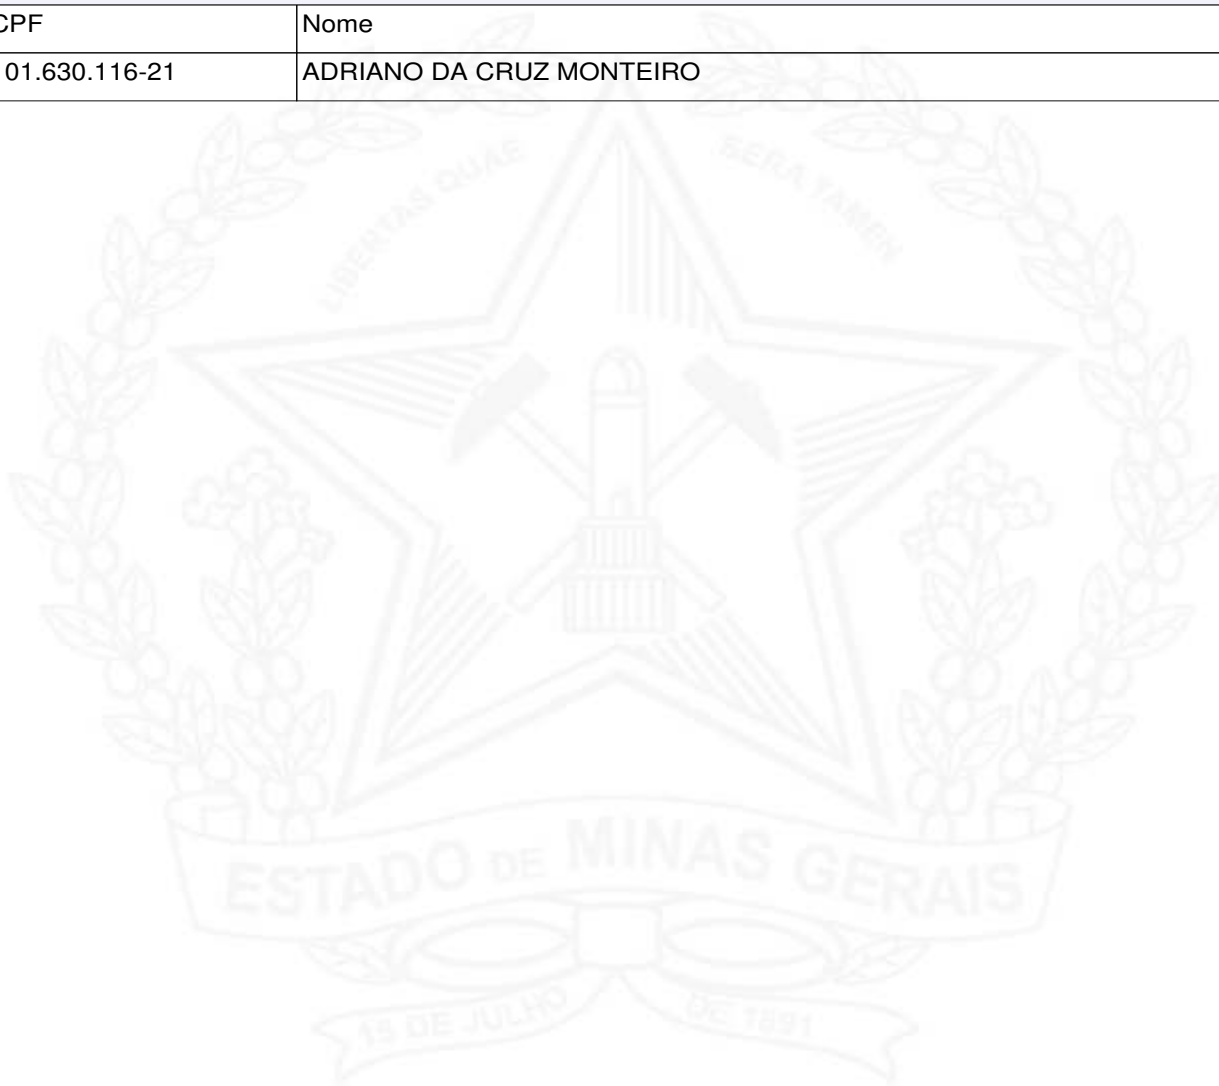 CPF Nome
01.630.116-21 ADRIANO DA CRUZ MONTEIRO
LIBERTAS QUAE SERA TAMEN
ESTADO DE MINAS GERAIS
15 DE JULHO DE 1891